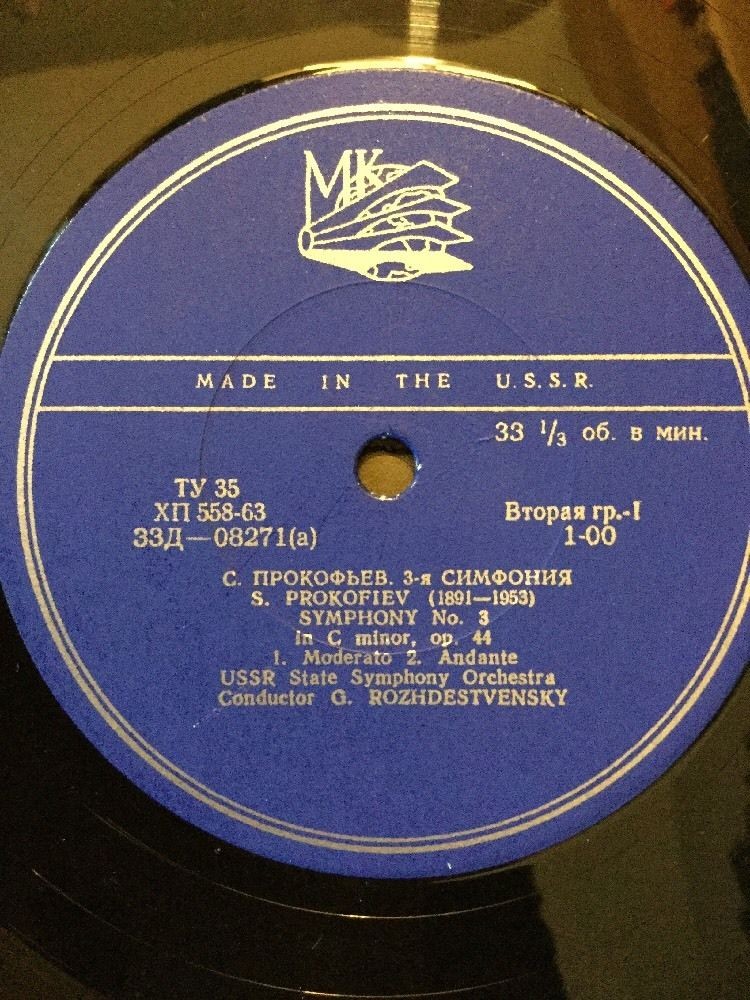 МК
MADE IN THE U.S.S.R.
33 1/3 об. в мин.
ТУ 35
ХП 558-63
33Д—08271(а)
Вторая гр.-I
1-00
С. ПРОКОФЬЕВ. 3-я СИМФОНИЯ
S. PROKOFIEV (1891—1953)
SYMPHONY No. 3
in C minor, op. 44
1. Moderato 2. Andante
USSR State Symphony Orchestra
Conductor G. ROZHDESTVENSKY